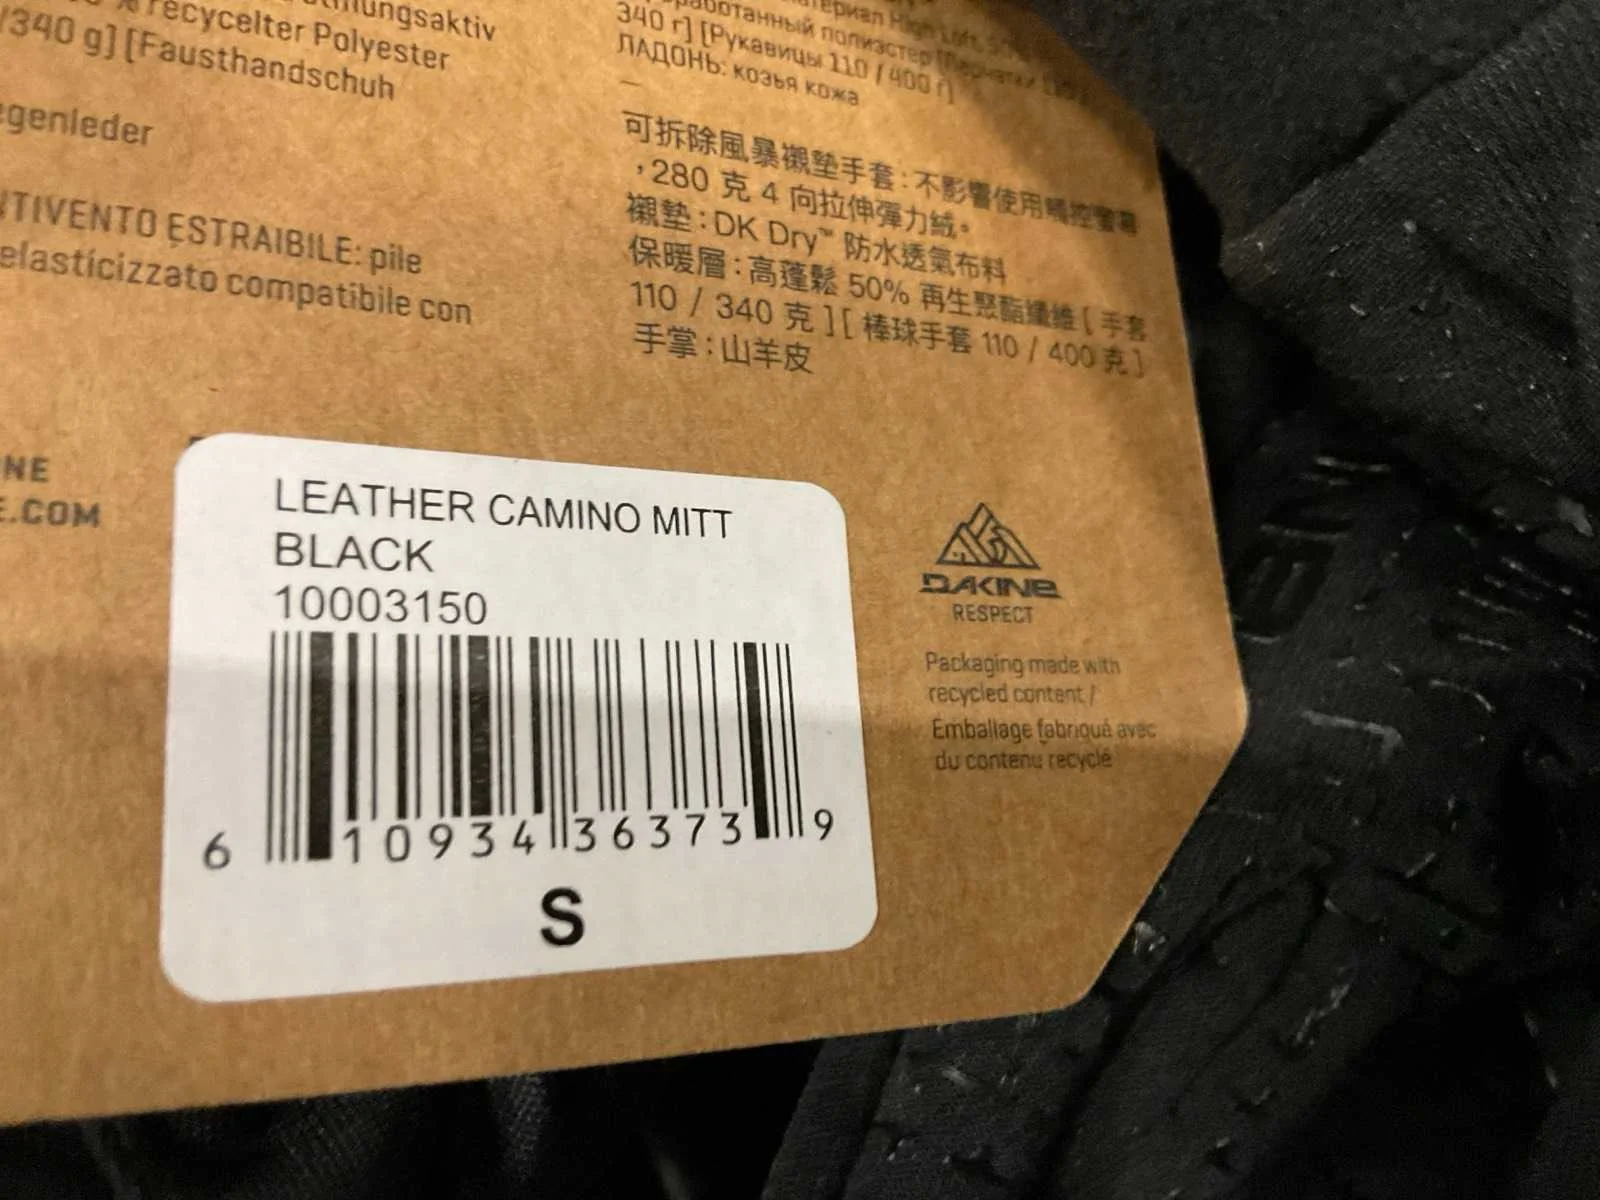 recycelter Polyester
/340 g] [Fausthandschuh
egenleder
NTIVENTO ESTRAIBILE: pile
elasticizzato compatibile con
NE
E.COM
340 г] [Рукавицы 110 / 400 г]
ЛАДОНЬ: козья кожа
—
可拆除風暴襯墊手套：不影響使用觸控螢幕
，280 克 4 向拉伸彈力絨。
襯墊：DK Dry™ 防水透氣布料
保暖層：高蓬鬆 50% 再生聚酯纖維 [ 手套
110 / 340 克 ] [ 棒球手套 110 / 400 克 ]
手掌：山羊皮
LEATHER CAMINO MITT
BLACK
10003150
6 10934 36373 9
S
DAKINE
RESPECT
Packaging made with
recycled content /
Emballage fabriqué avec
du contenu recyclé